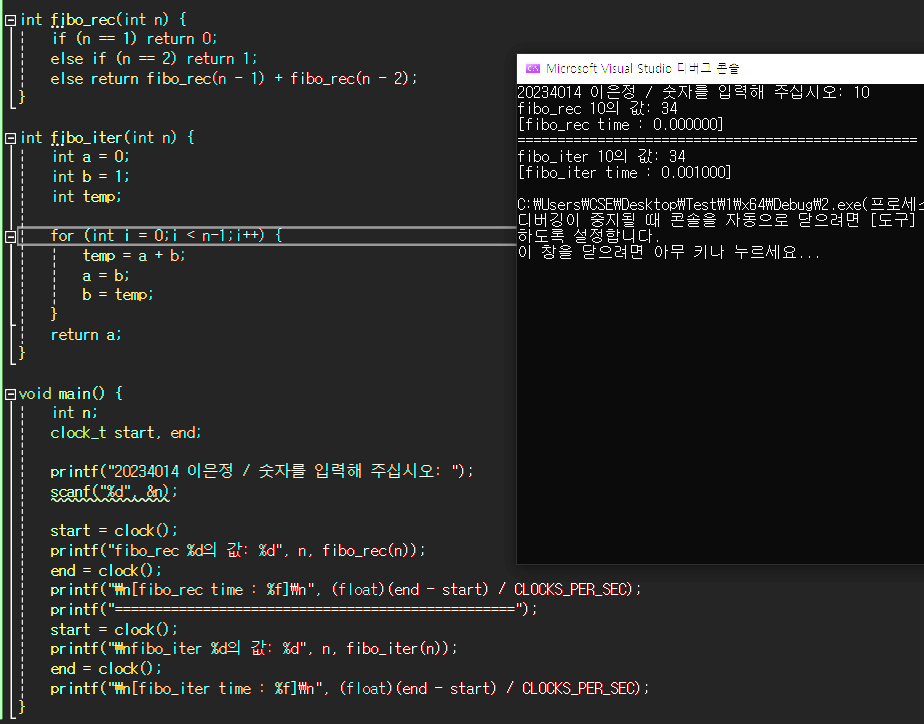 int fibo_rec(int n) {
if (n == 1) return 0;
else if (n == 2) return 1;
else return fibo_rec(n - 1) + fibo_rec(n - 2);
}
int fibo_iter(int n) {
int a = 0;
int b = 1;
int temp;
for (int i = 0;i < n-1;i++) {
temp = a + b;
a = b;
b = temp;
}
return a;
}
void main() {
int n;
clock_t start, end;
printf("20234014 이은정 / 숫자를 입력해 주십시오: ");
scanf("%d", &n);
start = clock();
printf("fibo_rec %d의 값: %d", n, fibo_rec(n));
end = clock();
printf("₩n[fibo_rec time : %f]₩n", (float)(end - start) / CLOCKS_PER_SEC);
printf("==================================================");
start = clock();
printf("₩nfibo_iter %d의 값: %d", n, fibo_iter(n));
end = clock();
printf("₩n[fibo_iter time : %f]₩n", (float)(end - start) / CLOCKS_PER_SEC);
}
Microsoft Visual Studio 디버그 콘솔
20234014 이은정 / 숫자를 입력해 주십시오: 10
fibo_rec 10의 값: 34
[fibo_rec time : 0.000000]
==================================================
fibo_iter 10의 값: 34
[fibo_iter time : 0.001000]
C:₩Users₩CSE₩Desktop₩Test₩1₩x64₩Debug₩2.exe(프로세스
디버깅이 중지될 때 콘솔을 자동으로 닫으려면 [도구]
하도록 설정합니다.
이 창을 닫으려면 아무 키나 누르세요...